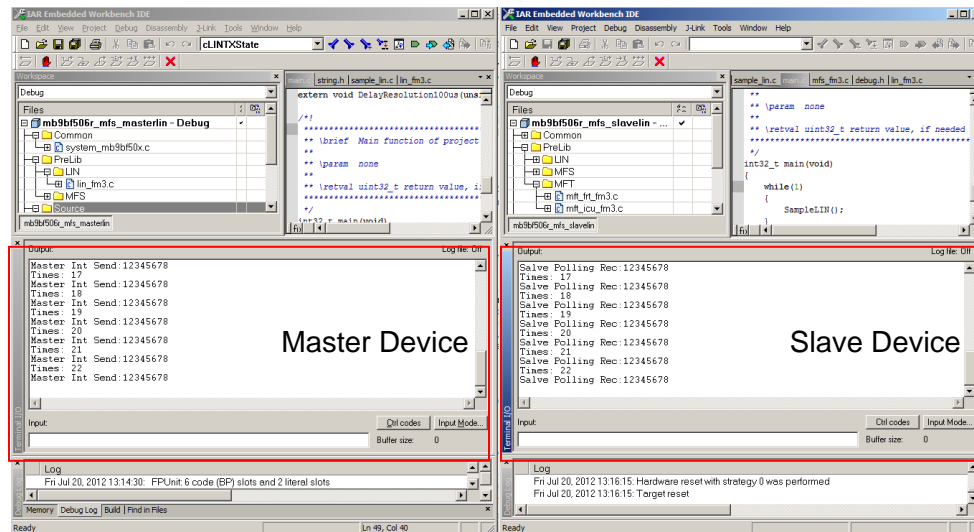 IAR Embedded Workbench IDE
File Edit View Project Debug Disassembly J-Link Tools Window Help
cLINTXState
Workspace
Debug
Files
mb9bf506r_mfs_masterlin - Debug
Common
system_mb9bf50x.c
PreLib
LIN
lin_fm3.c
MFS
Source
mb9bf506r_mfs_masterlin
main.c string.h sample_lin.c lin_fm3.c
extern void DelayResolution100us(uns
/*!
** \brief Main function of project
**
** \param none
**
** \retval uint32_t return value, i
*/
int32_t main(void)
Output: Log file: Off
Master Int Send:12345678
Times: 17
Master Int Send:12345678
Times: 18
Master Int Send:12345678
Times: 19
Master Int Send:12345678
Times: 20
Master Int Send:12345678
Times: 21
Master Int Send:12345678
Times: 22
Master Int Send:12345678
Master Device
Terminal I/O
Input: Ctrl codes Input Mode...
Buffer size: 0
Log
Fri Jul 20, 2012 13:14:30: FPUnit: 6 code (BP) slots and 2 literal slots
Debug Log
Memory Debug Log Build Find in Files
Ready Ln 49, Col 40
IAR Embedded Workbench IDE
File Edit View Project Debug Disassembly J-Link Tools Window Help
Workspace
Debug
Files
mb9bf506r_mfs_slavelin - ...
Common
PreLib
LIN
MFS
MFT
mft_frt_fm3.c
mft_icu_fm3.c
mb9bf506r_mfs_slavelin
sample_lin.c main.c mfs_fm3.c debug.h lin_fm3.c
**
** \param none
**
** \retval uint32_t return value, if needed
*/
int32_t main(void)
{
while(1)
{
SampleLIN();
}
Output: Log file: Off
Salve Polling Rec:12345678
Times: 17
Salve Polling Rec:12345678
Times: 18
Salve Polling Rec:12345678
Times: 19
Salve Polling Rec:12345678
Times: 20
Salve Polling Rec:12345678
Times: 21
Salve Polling Rec:12345678
Times: 22
Salve Polling Rec:12345678
Slave Device
Terminal I/O
Input: Ctrl codes Input Mode...
Buffer size: 0
Log
Fri Jul 20, 2012 13:16:15: Hardware reset with strategy 0 was performed
Fri Jul 20, 2012 13:16:15: Target reset
Debug Log
Ready